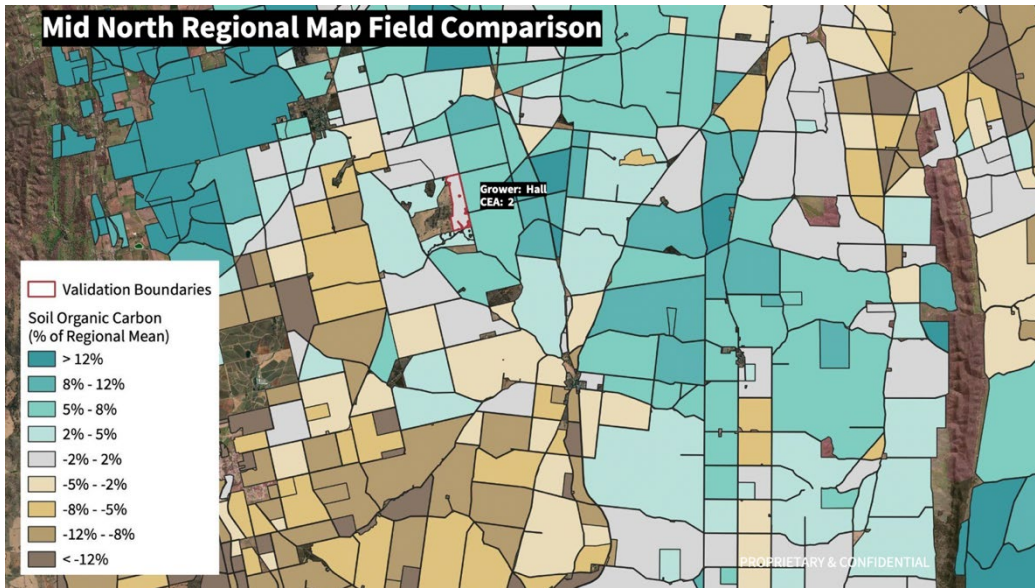 Mid North Regional Map Field Comparison
Grower: Hall
CEA: 2
Validation Boundaries
Soil Organic Carbon
(% of Regional Mean)
> 12%
8% - 12%
5% - 8%
2% - 5%
-2% - 2%
-5% - -2%
-8% - -5%
-12% - -8%
< -12%
PROPRIETARY & CONFIDENTIAL